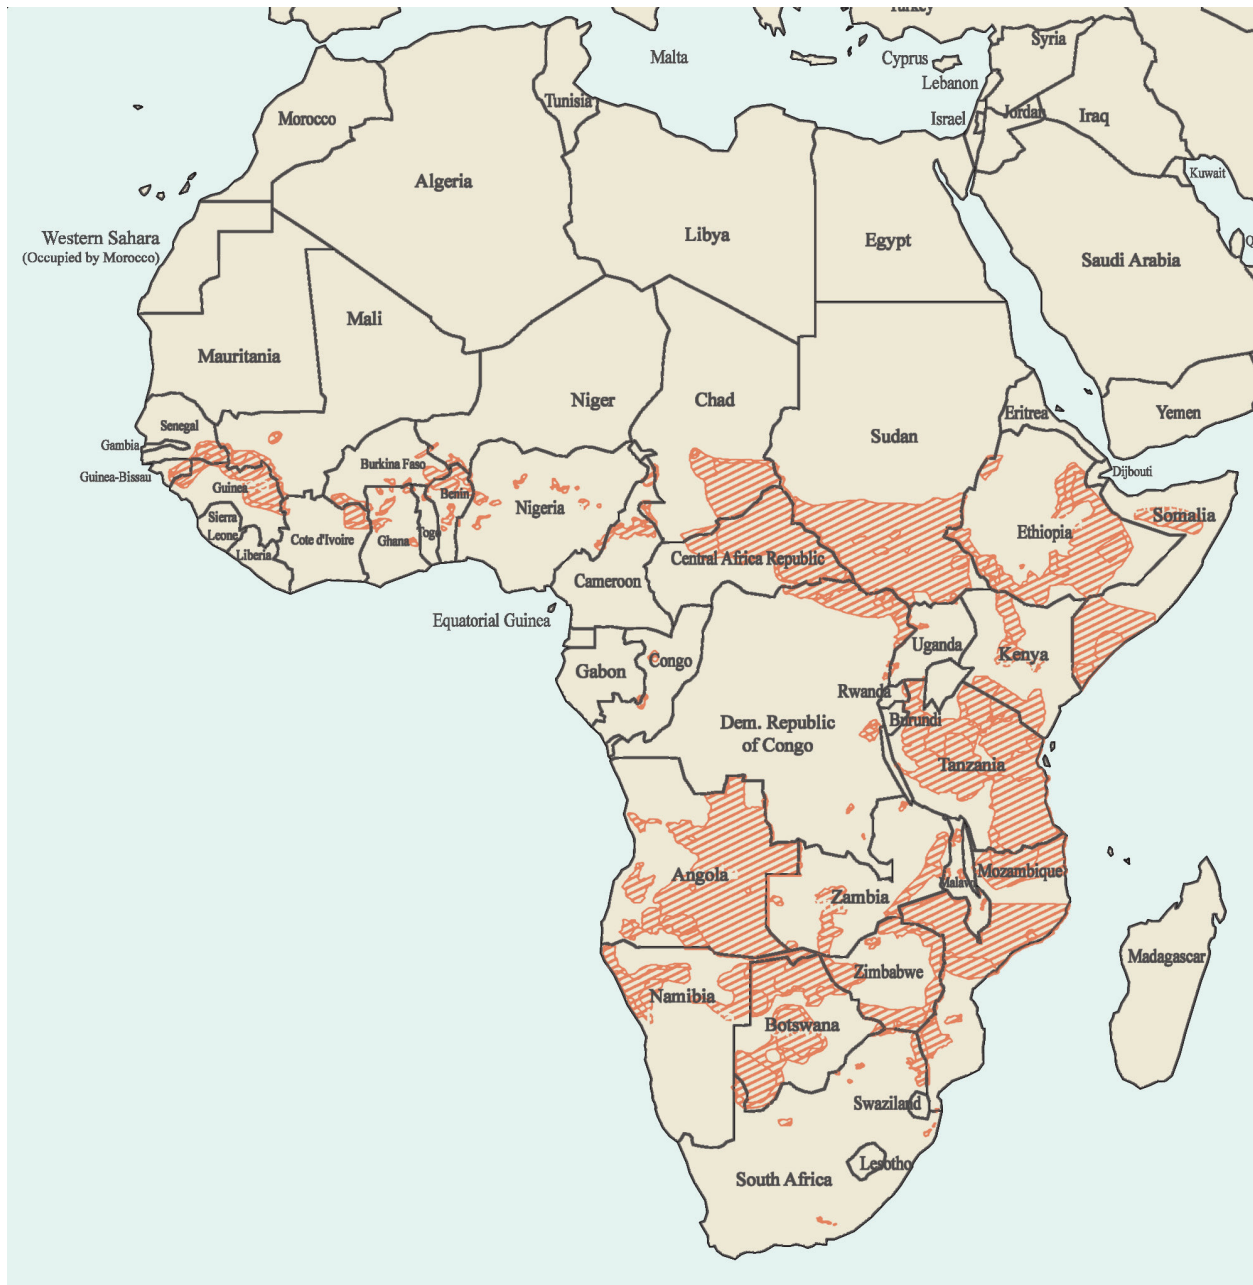 Turkey
Malta
Cyprus
Syria
Lebanon
Tunisia
Morocco
Israel
Jordan
Iraq
Kuwait
Algeria
Western Sahara
(Occupied by Morocco)
Libya
Egypt
Q
Saudi Arabia
Mali
Mauritania
Niger
Chad
Eritrea
Yemen
Senegal
Sudan
Gambia
Burkina Faso
Djibouti
Guinea-Bissau
Guinea
Benin
Nigeria
Somalia
Sierra
Leone
Cote d'Ivoire
Ghana
Togo
Ethiopia
Liberia
Central Africa Republic
Cameroon
Equatorial Guinea
Uganda
Kenya
Gabon
Congo
Rwanda
Burundi
Dem. Republic
of Congo
Tanzania
Angola
Zambia
Malawi
Mozambique
Madagascar
Zimbabwe
Namibia
Botswana
Swaziland
Lesotho
South Africa